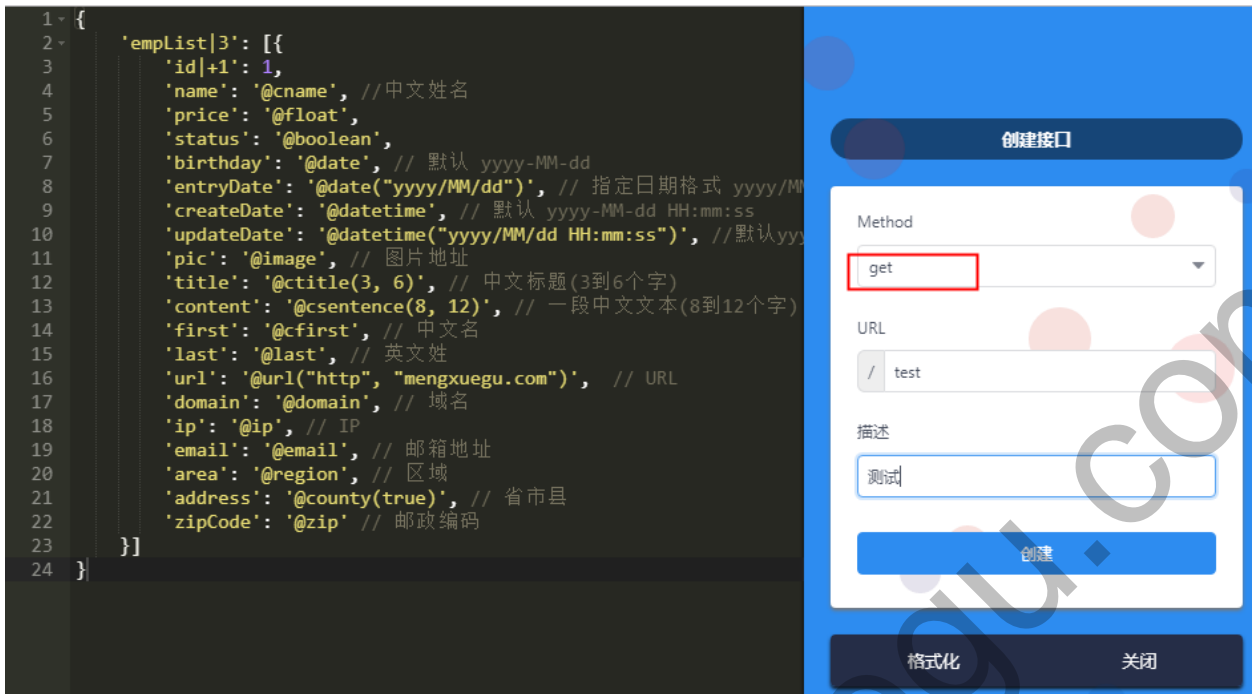 1 {
2 'empList|3': [{
3 'id|+1': 1,
4 'name': '@cname', //中文姓名
5 'price': '@float',
6 'status': '@boolean',
7 'birthday': '@date', // 默认 yyyy-MM-dd
8 'entryDate': '@date("yyyy/MM/dd")', // 指定日期格式 yyyy/MM
9 'createDate': '@datetime', // 默认 yyyy-MM-dd HH:mm:ss
10 'updateDate': '@datetime("yyyy/MM/dd HH:mm:ss")', //默认yyy
11 'pic': '@image', // 图片地址
12 'title': '@ctitle(3, 6)', // 中文标题(3到6个字)
13 'content': '@csentence(8, 12)', // 一段中文文本(8到12个字)
14 'first': '@cfirst', // 中文名
15 'last': '@last', // 英文姓
16 'url': '@url("http", "mengxuegu.com")', // URL
17 'domain': '@domain', // 域名
18 'ip': '@ip', // IP
19 'email': '@email', // 邮箱地址
20 'area': '@region', // 区域
21 'address': '@county(true)', // 省市县
22 'zipCode': '@zip' // 邮政编码
23 }]
24 }
创建接口
Method
get
URL
/ test
描述
测试
创建
格式化 关闭
gu.com